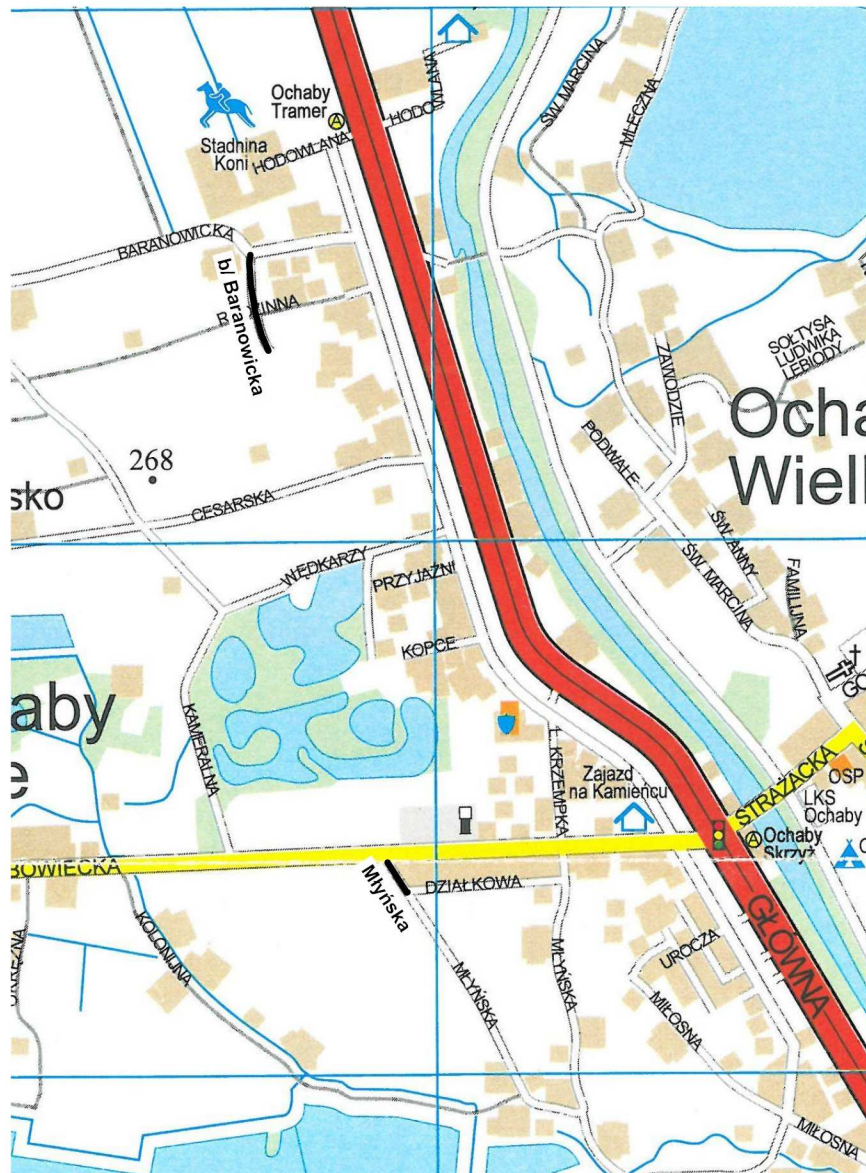 ŚW. MARCINA
HODOWLANA
Ochaby
Tramer
A
MLECZNA
Stadnina
Koni
HODOWLANA
BARANOWICKA
b/ Baranowicka
SOŁTYSA
LUDWIKA
LEBIODY
ZAWODZIE
Ocha
Wiell
PODWALE
268
sko
CESARSKA
ŚW. ANNY
ŚW. MARCINA
WĘDKARZY
PRZYJAŹNI
FAMILIJNA
KOPCE
aby
e
KAMERALNA
Ł. KRZEMPKA
Zajazd
na Kamieńcu
STRAŻACKA
OSP
LKS
Ochaby
A
Ochaby
Skrzyż
BOWIECKA
DZIAŁKOWA
Młyńska
GŁÓWNA
KOLONIJNA
MŁYŃSKA
MŁYŃSKA
UROCZA
MIŁOSNA
MIŁOSNA